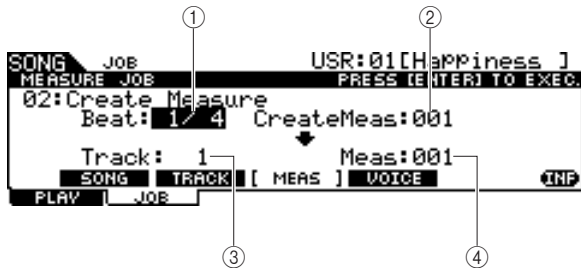 ① ②
SONG JOB USR:01[Happiness ]
MEASURE JOB PRESS [ENTER] TO EXEC.
02:Create Measure
Beat: 1/ 4 CreateMeas:001
Track: 1 Meas:001
SONG TRACK [ MEAS ] VOICE INF
PLAY JOB
③ ④